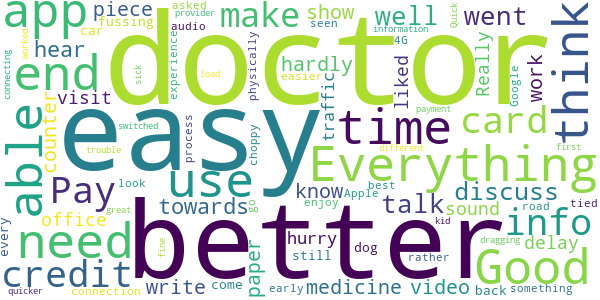 app piece fussing asked provider audio make show car seen well went Quick 4G information worked
hear experience physically liked Really easier
connecting end doctor hardly think
visit sick load Google work
able counter easy traffic time card
switched process choppy trouble payment different first
Pay use Everything
look Apple best know discuss
office towards enjoy talk sound road tied
every need great go paper better info
hurry still dog rather kid delay dragging
fine credit Good
connection write come early medicine video back something
quicker